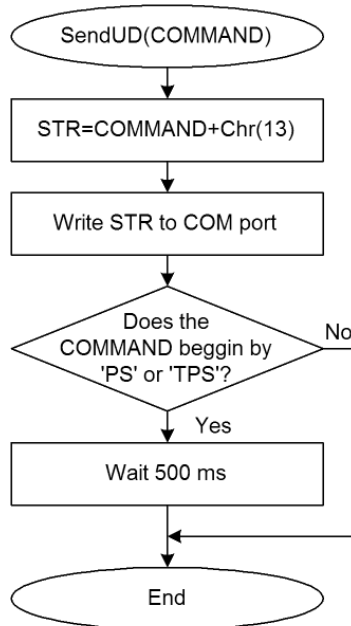 SendUD(COMMAND)
STR=COMMAND+Chr(13)
Write STR to COM port
Does the
COMMAND beggin by
'PS' or 'TPS'?
No
Yes
Wait 500 ms
End